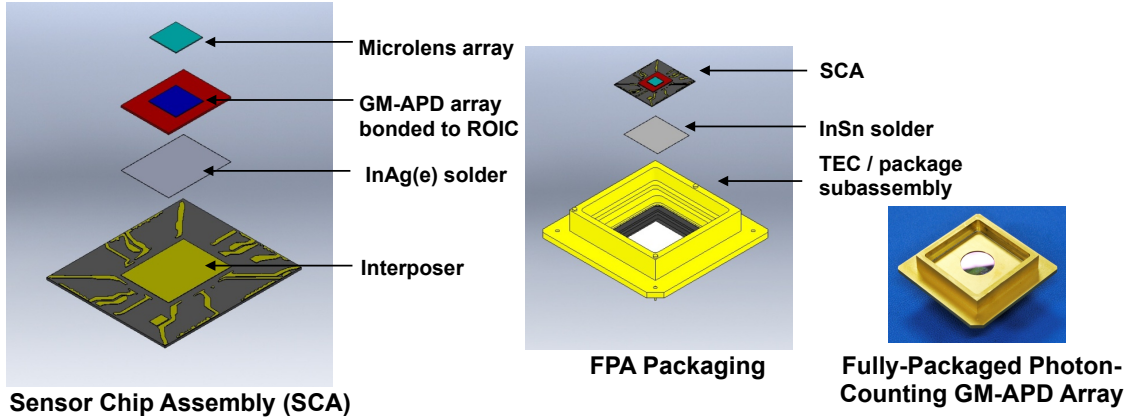 Microlens array
GM-APD array
bonded to ROIC
InAg(e) solder
Interposer
Sensor Chip Assembly (SCA)
SCA
InSn solder
TEC / package
subassembly
FPA Packaging
Fully-Packaged Photon-
Counting GM-APD Array